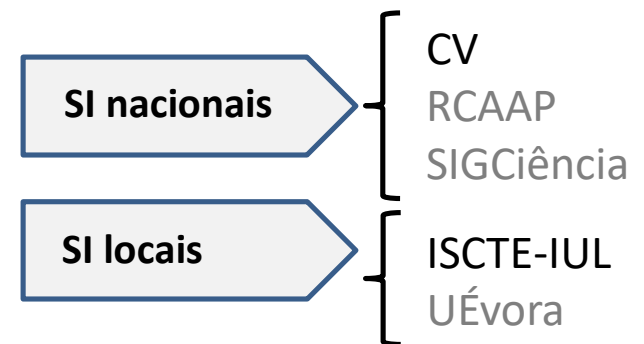 SI nacionais
CV
RCAAP
SIGCiência
SI locais
ISCTE-IUL
UÉvora